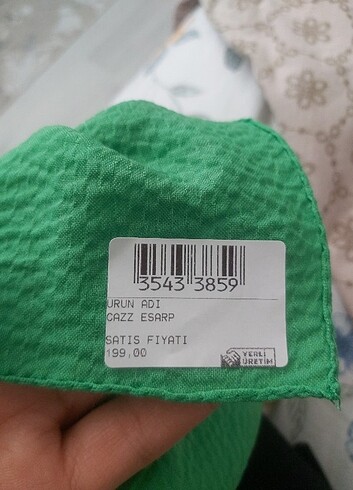 3543 3859
URUN ADI
CAZZ ESARP
SATIS FIYATI
199,00
YERLİ
ÜRETİM